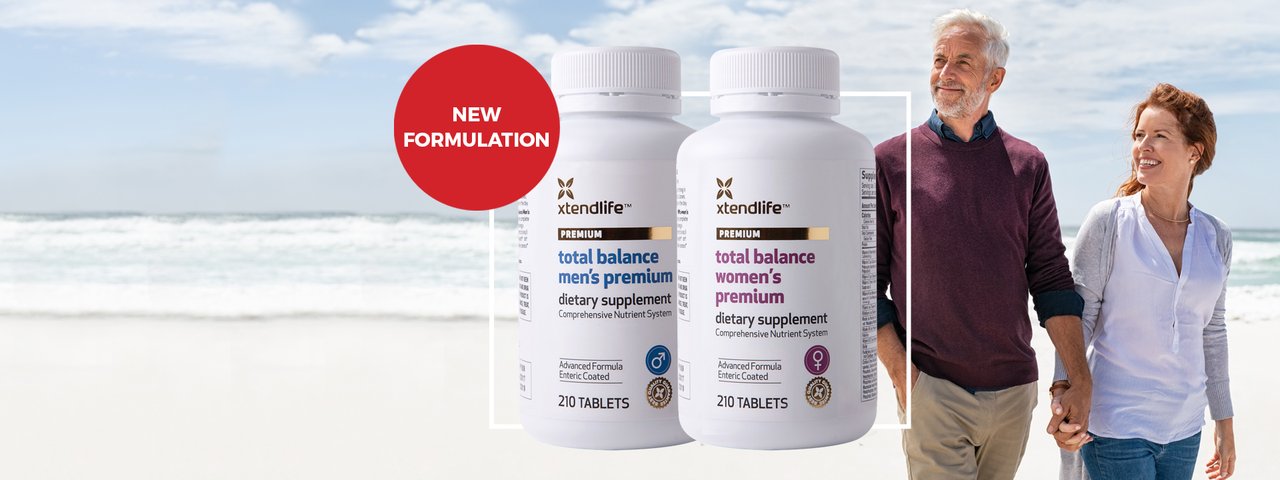 NEW
FORMULATION
xtendlife™
PREMIUM
total balance
men's premium
dietary supplement
Comprehensive Nutrient System
Advanced Formula
Enteric Coated
210 TABLETS
xtendlife™
PREMIUM
total balance
women's
premium
dietary supplement
Comprehensive Nutrient System
Advanced Formula
Enteric Coated
210 TABLETS